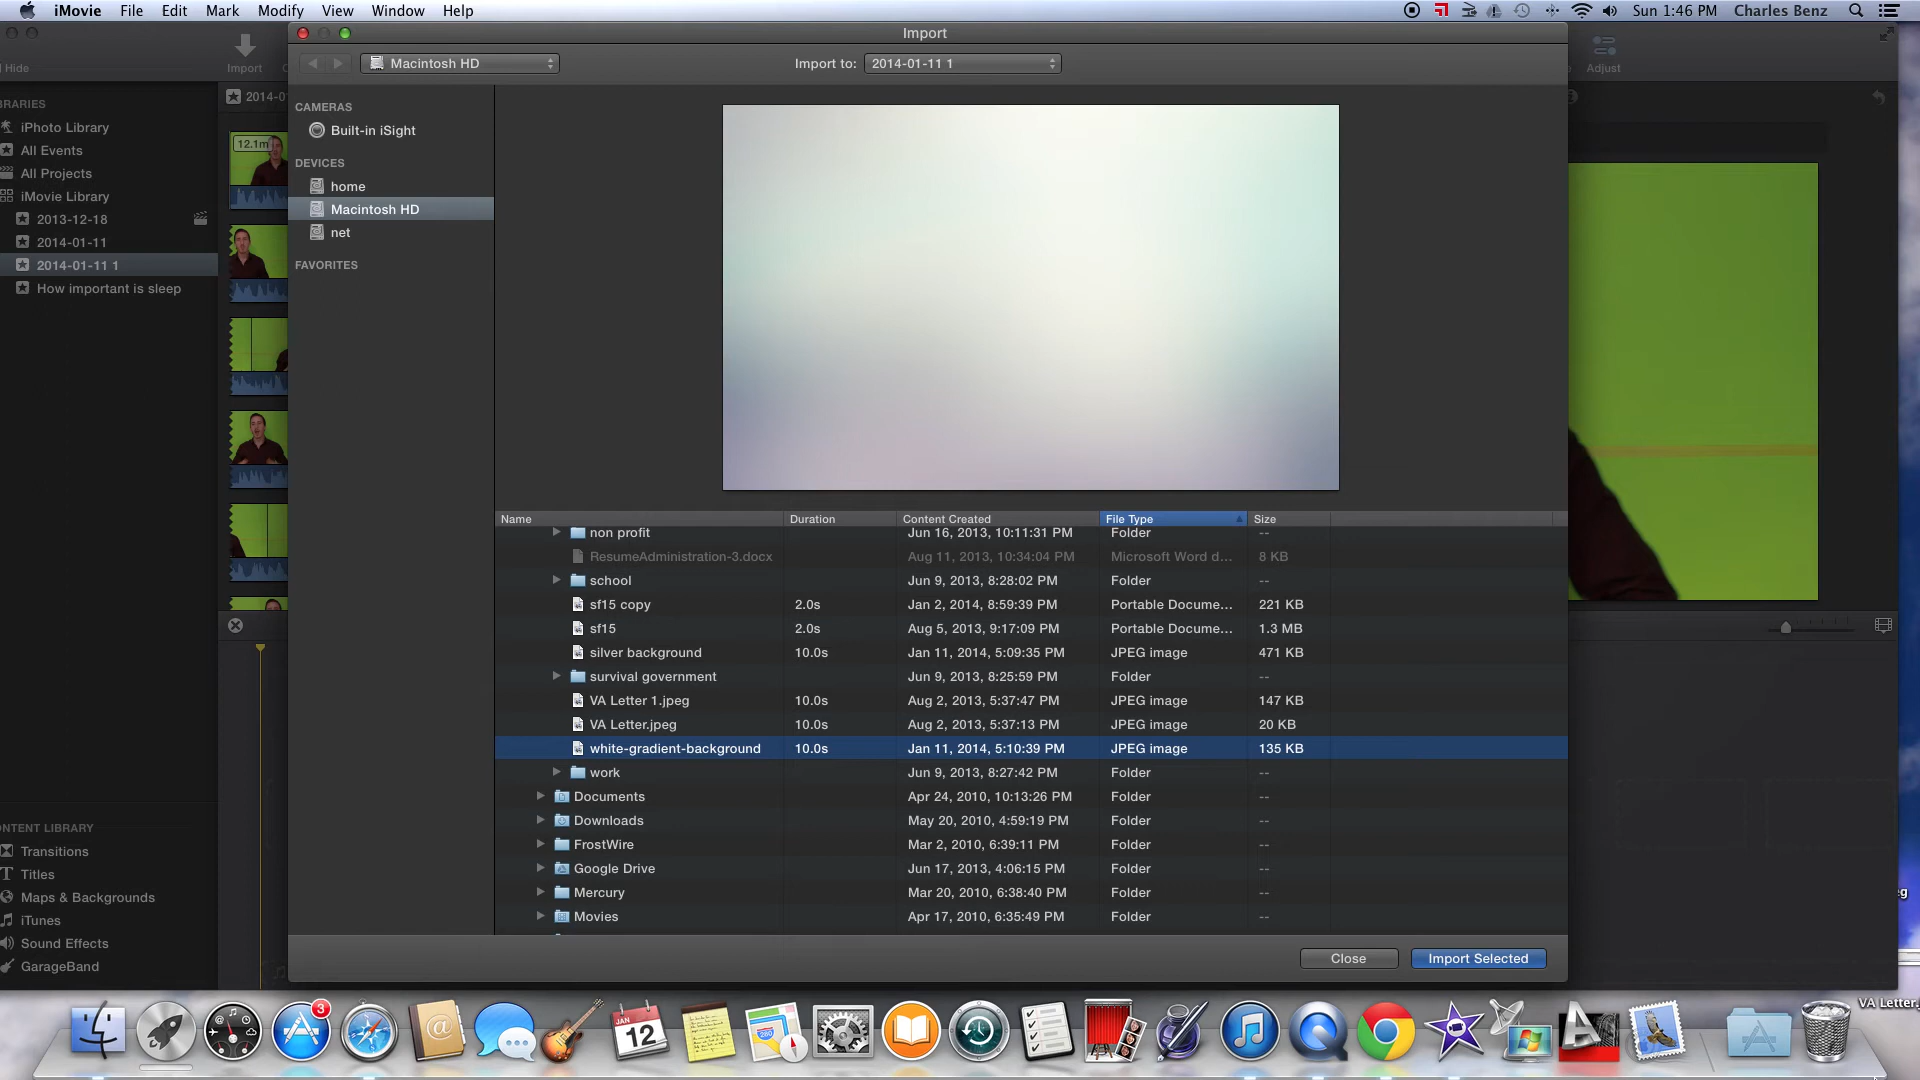 iMovie File Edit Mark Modify View Window Help
Sun 1:46 PM Charles Benz
Import
Hide
Import
Adjust
Macintosh HD
Import to: 2014-01-11 1
RARIES
iPhoto Library
All Events
All Projects
iMovie Library
2013-12-18
2014-01-11
2014-01-11 1
How important is sleep
2014-0
12.1m
CAMERAS
Built-in iSight
DEVICES
home
Macintosh HD
net
FAVORITES
Name Duration Content Created File Type Size
non profit Jun 16, 2013, 10:11:31 PM Folder --
ResumeAdministration-3.docx Aug 11, 2013, 10:34:04 PM Microsoft Word d... 8 KB
school Jun 9, 2013, 8:28:02 PM Folder --
sf15 copy 2.0s Jan 2, 2014, 8:59:39 PM Portable Docume... 221 KB
sf15 2.0s Aug 5, 2013, 9:17:09 PM Portable Docume... 1.3 MB
silver background 10.0s Jan 11, 2014, 5:09:35 PM JPEG image 471 KB
survival government Jun 9, 2013, 8:25:59 PM Folder --
VA Letter 1.jpeg 10.0s Aug 2, 2013, 5:37:47 PM JPEG image 147 KB
VA Letter.jpeg 10.0s Aug 2, 2013, 5:37:13 PM JPEG image 20 KB
white-gradient-background 10.0s Jan 11, 2014, 5:10:39 PM JPEG image 135 KB
work Jun 9, 2013, 8:27:42 PM Folder --
Documents Apr 24, 2010, 10:13:26 PM Folder --
Downloads May 20, 2010, 4:59:19 PM Folder --
FrostWire Mar 2, 2010, 6:39:11 PM Folder --
Google Drive Jun 17, 2013, 4:06:15 PM Folder --
Mercury Mar 20, 2010, 6:38:40 PM Folder --
Movies Apr 17, 2010, 6:35:49 PM Folder --
NTENT LIBRARY
Transitions
Titles
Maps & Backgrounds
iTunes
Sound Effects
GarageBand
Close Import Selected
eg
VA Letter.
3
JAN
12